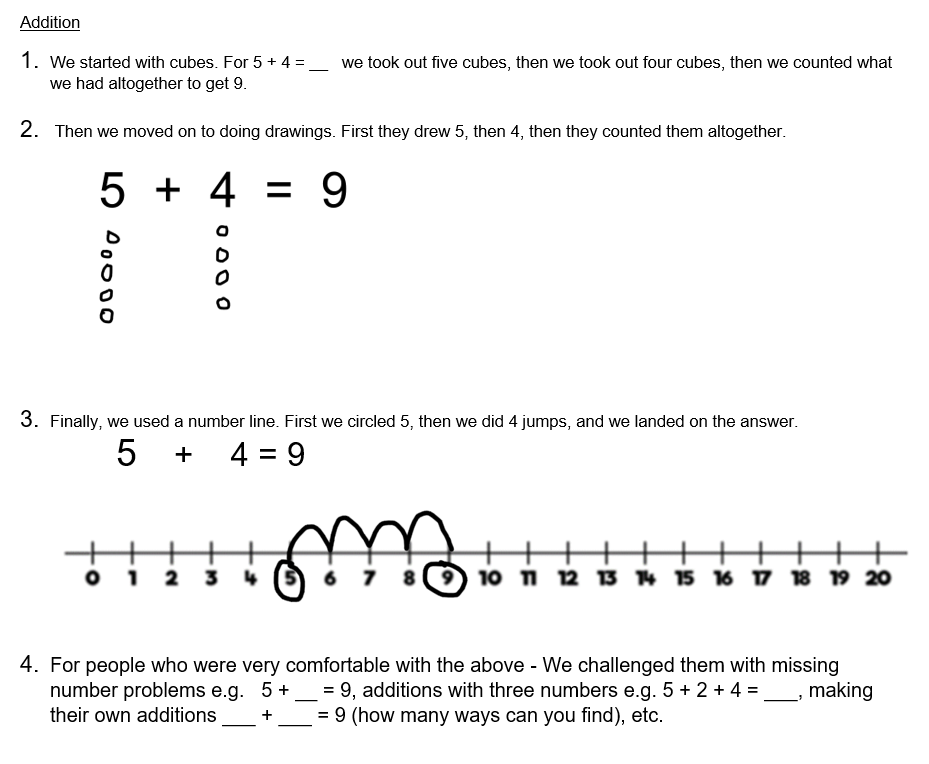 Addition
1. We started with cubes. For 5 + 4 = __ we took out five cubes, then we took out four cubes, then we counted what
we had altogether to get 9.
2. Then we moved on to doing drawings. First they drew 5, then 4, then they counted them altogether.
5 + 4 = 9
3. Finally, we used a number line. First we circled 5, then we did 4 jumps, and we landed on the answer.
5 + 4 = 9
0 1 2 3 4 5 6 7 8 9 10 11 12 13 14 15 16 17 18 19 20
4. For people who were very comfortable with the above - We challenged them with missing
number problems e.g. 5 + __ = 9, additions with three numbers e.g. 5 + 2 + 4 = ___, making
their own additions ___ + ___ = 9 (how many ways can you find), etc.